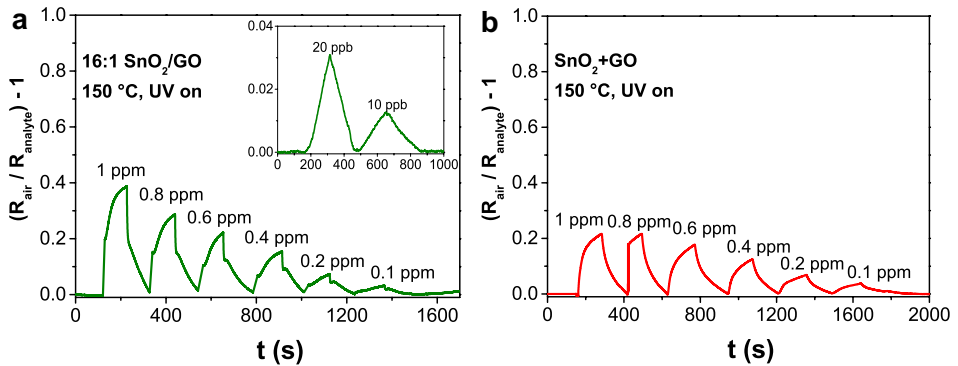 a
16:1 SnO₂/GO
150 °C, UV on
(R_air / R_analyte) - 1
1.0
0.8
0.6
0.4
0.2
0.0
1 ppm
0.8 ppm
0.6 ppm
0.4 ppm
0.2 ppm
0.1 ppm
0 400 800 1200 1600
t (s)
0.04
0.02
0.00
20 ppb
10 ppb
0 200 400 600 800 1000
b
SnO₂+GO
150 °C, UV on
(R_air / R_analyte) - 1
1.0
0.8
0.6
0.4
0.2
0.0
1 ppm
0.8 ppm
0.6 ppm
0.4 ppm
0.2 ppm
0.1 ppm
0 400 800 1200 1600 2000
t (s)